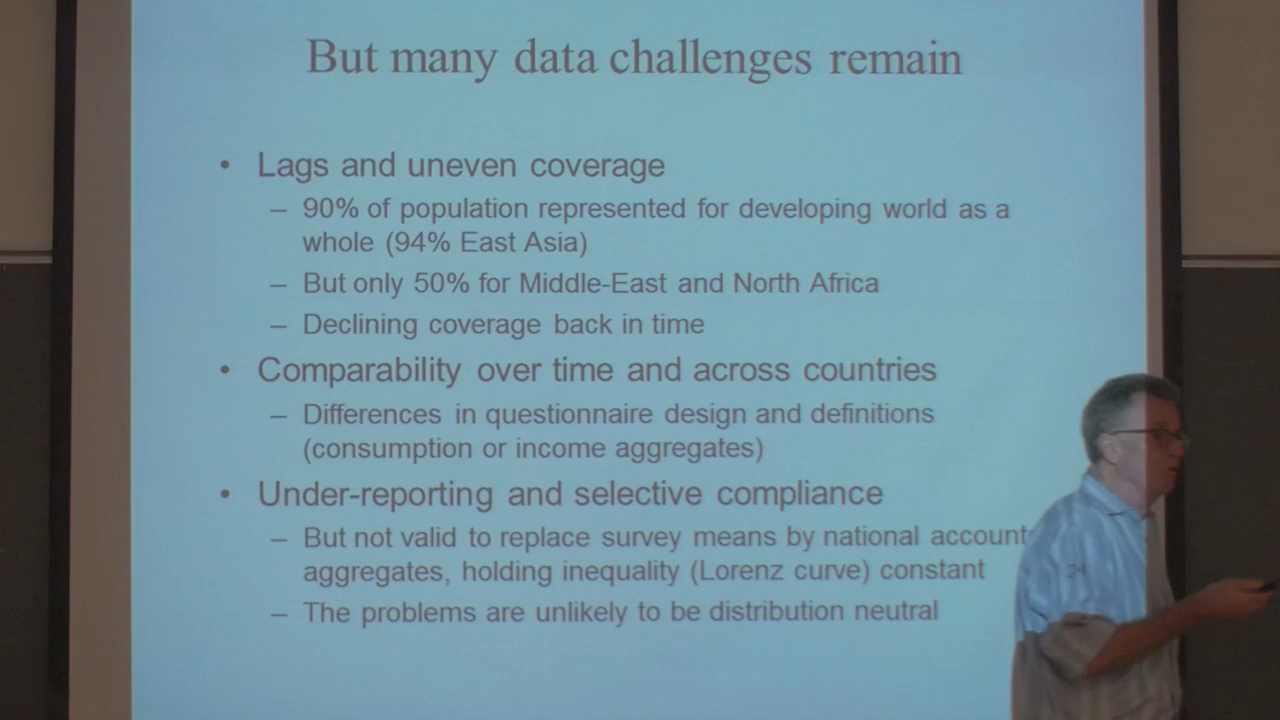 But many data challenges remain
• Lags and uneven coverage
– 90% of population represented for developing world as a
whole (94% East Asia)
– But only 50% for Middle-East and North Africa
– Declining coverage back in time
• Comparability over time and across countries
– Differences in questionnaire design and definitions
(consumption or income aggregates)
• Under-reporting and selective compliance
– But not valid to replace survey means by national account
aggregates, holding inequality (Lorenz curve) constant
– The problems are unlikely to be distribution neutral
24